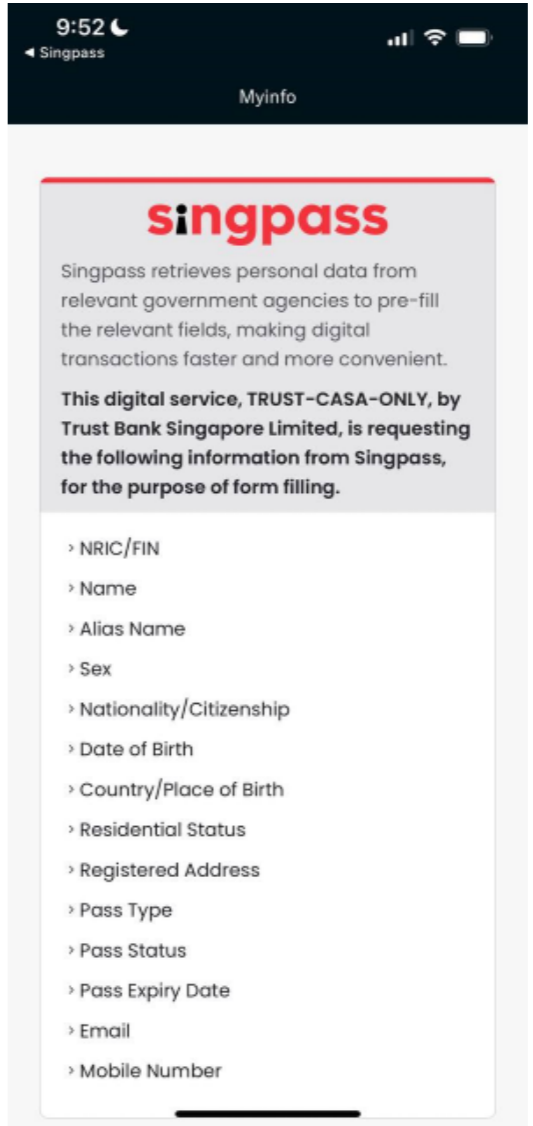 9:52
Singpass
Myinfo
singpass
Singpass retrieves personal data from
relevant government agencies to pre-fill
the relevant fields, making digital
transactions faster and more convenient.
This digital service, TRUST-CASA-ONLY, by
Trust Bank Singapore Limited, is requesting
the following information from Singpass,
for the purpose of form filling.
NRIC/FIN
Name
Alias Name
Sex
Nationality/Citizenship
Date of Birth
Country/Place of Birth
Residential Status
Registered Address
Pass Type
Pass Status
Pass Expiry Date
Email
Mobile Number